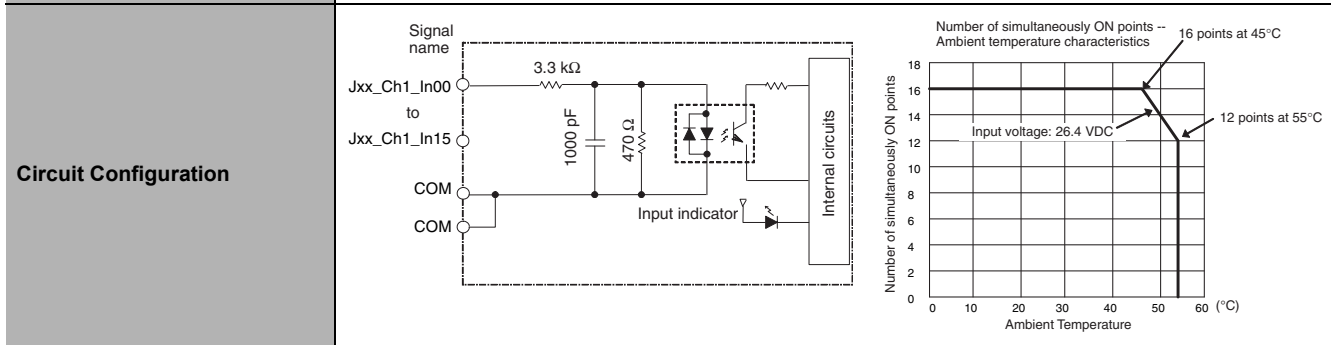 Circuit Configuration
Signal
name
Jxx_Ch1_In00
to
Jxx_Ch1_In15
COM
COM
3.3 kΩ
1000 pF
470 Ω
Input indicator
Internal circuits
Number of simultaneously ON points --
Ambient temperature characteristics
16 points at 45°C
12 points at 55°C
Input voltage: 26.4 VDC
Number of simultaneously ON points
18
16
14
12
10
8
6
4
2
0
0 10 20 30 40 50 60 (°C)
Ambient Temperature